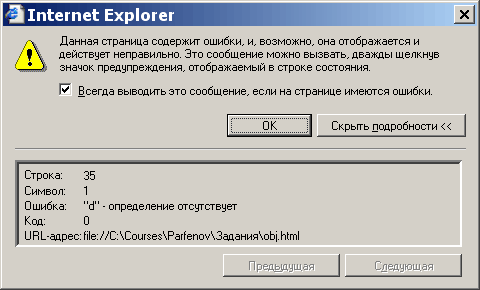 Internet Explorer
Данная страница содержит ошибки, и, возможно, она отображается и
действует неправильно. Это сообщение можно вызвать, дважды щелкнув
значок предупреждения, отображаемый в строке состояния.
Всегда выводить это сообщение, если на странице имеются ошибки.
OK
Скрыть подробности <<
Строка: 35
Символ: 1
Ошибка: "d" - определение отсутствует
Код: 0
URL-адрес:file://C:\Courses\Parfenov\Задания\obj.html
Предыдущая
Следующая